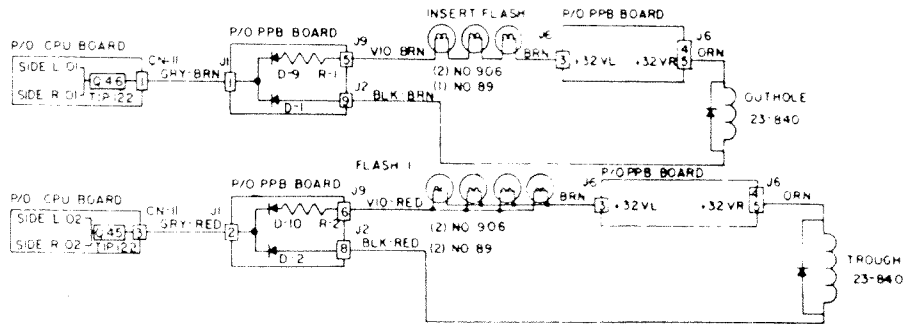 INSERT FLASH
P/O PPB BOARD
P/O CPU BOARD
P/O PPB BOARD
J9
J6
J6
CN-11
J1
SIDE L 01
Q46
1
GRY-BRN
1
D-9
R-1
5
VIO-BRN
BRN
3
+32VL
+32VR
4
5
ORN
SIDE R 01
TIP122
D-1
J2
9
BLK-BRN
(2) NO 906
(1) NO 89
OUTHOLE
23-840
FLASH 1
P/O PPB BOARD
P/O CPU BOARD
P/O PPB BOARD
J9
J6
J6
CN-11
J1
SIDE L 02
Q45
3
GRY-RED
2
D-10
R-2
6
VIO-RED
BRN
3
+32VL
+32VR
4
5
ORN
SIDE R 02
TIP122
D-2
J2
8
BLK-RED
(2) NO 906
(2) NO 89
TROUGH
23-840